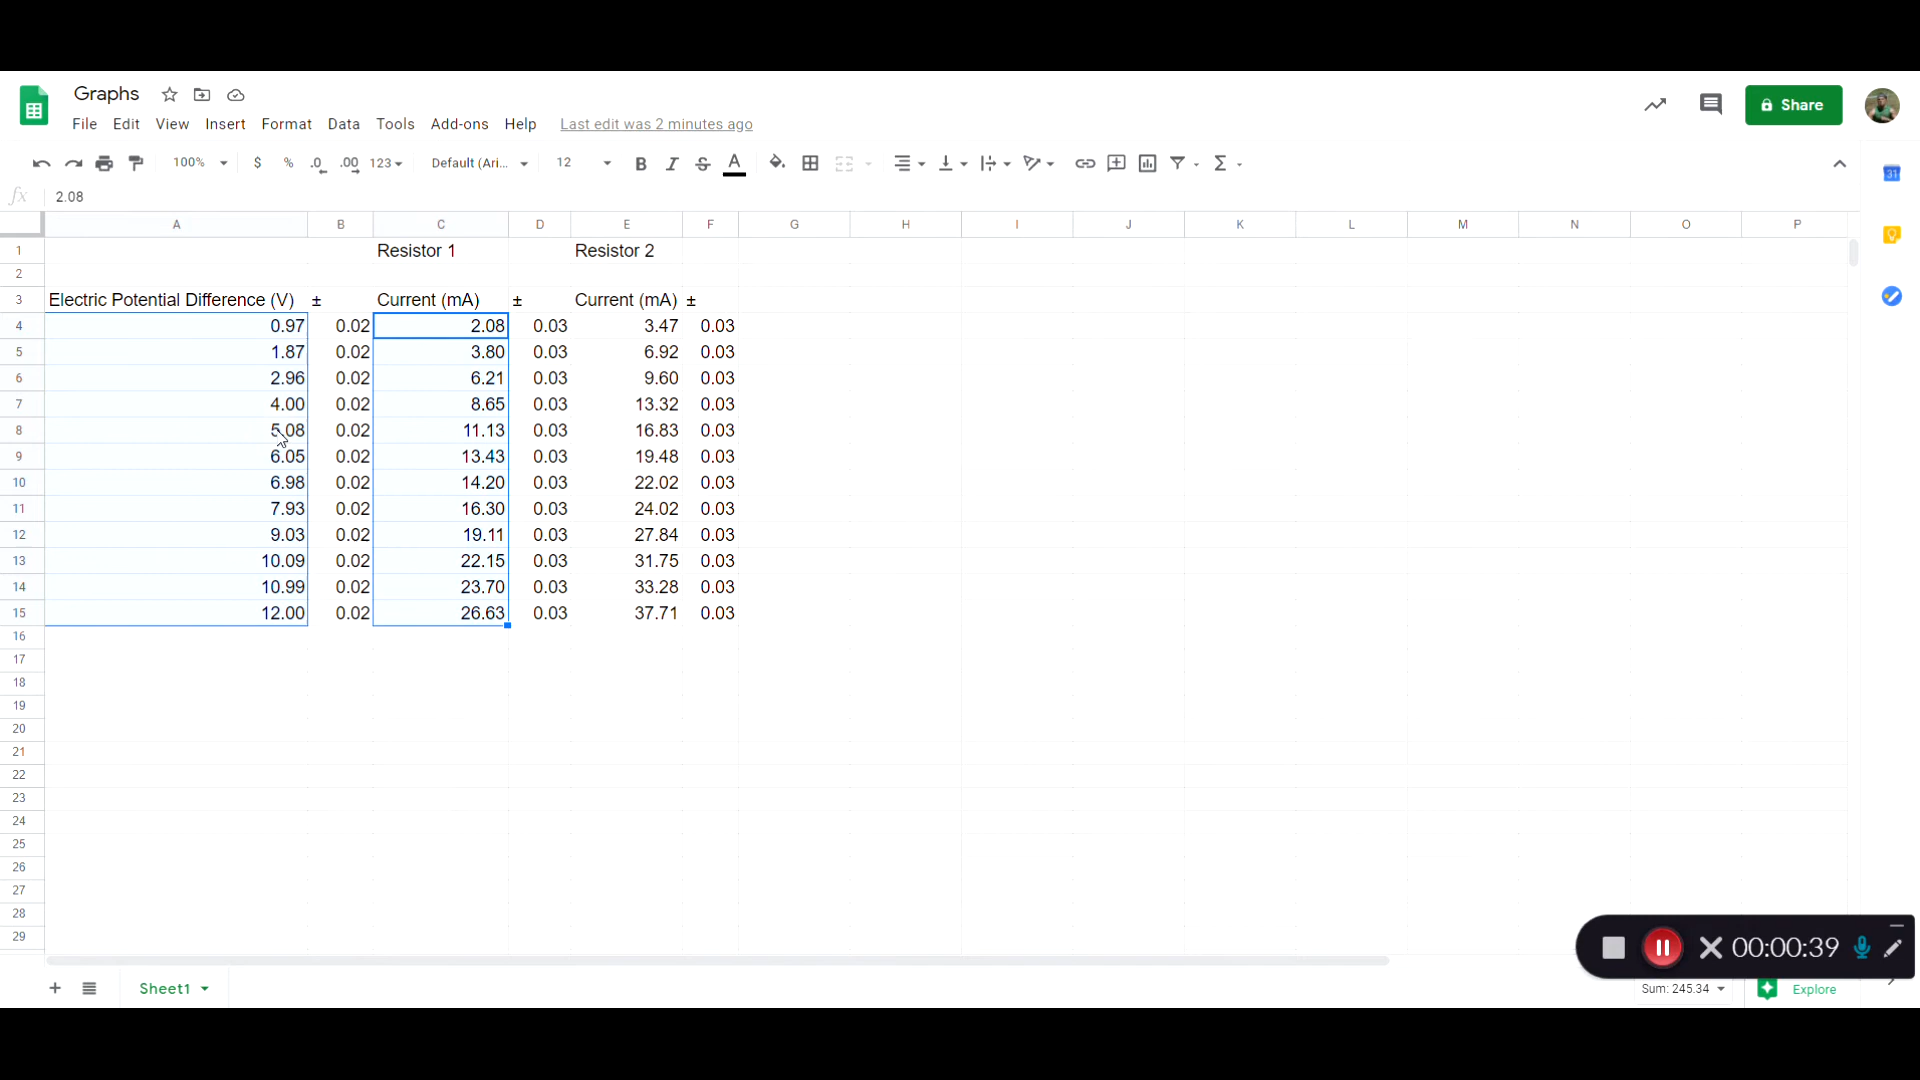 Graphs
File Edit View Insert Format Data Tools Add-ons Help Last edit was 2 minutes ago
Share
100% $ % .0 .00 123 Default (Ari... 12 B I S A Σ
31
fx 2.08
A B C D E F G H I J K L M N O P
1 Resistor 1 Resistor 2
2
3 Electric Potential Difference (V) ± Current (mA) ± Current (mA) ±
4 0.97 0.02 2.08 0.03 3.47 0.03
5 1.87 0.02 3.80 0.03 6.92 0.03
6 2.96 0.02 6.21 0.03 9.60 0.03
7 4.00 0.02 8.65 0.03 13.32 0.03
8 5.08 0.02 11.13 0.03 16.83 0.03
9 6.05 0.02 13.43 0.03 19.48 0.03
10 6.98 0.02 14.20 0.03 22.02 0.03
11 7.93 0.02 16.30 0.03 24.02 0.03
12 9.03 0.02 19.11 0.03 27.84 0.03
13 10.09 0.02 22.15 0.03 31.75 0.03
14 10.99 0.02 23.70 0.03 33.28 0.03
15 12.00 0.02 26.63 0.03 37.71 0.03
16
17
18
19
20
21
22
23
24
25
26
27
28
29
00:00:39
Sheet1 Sum: 245.34 Explore